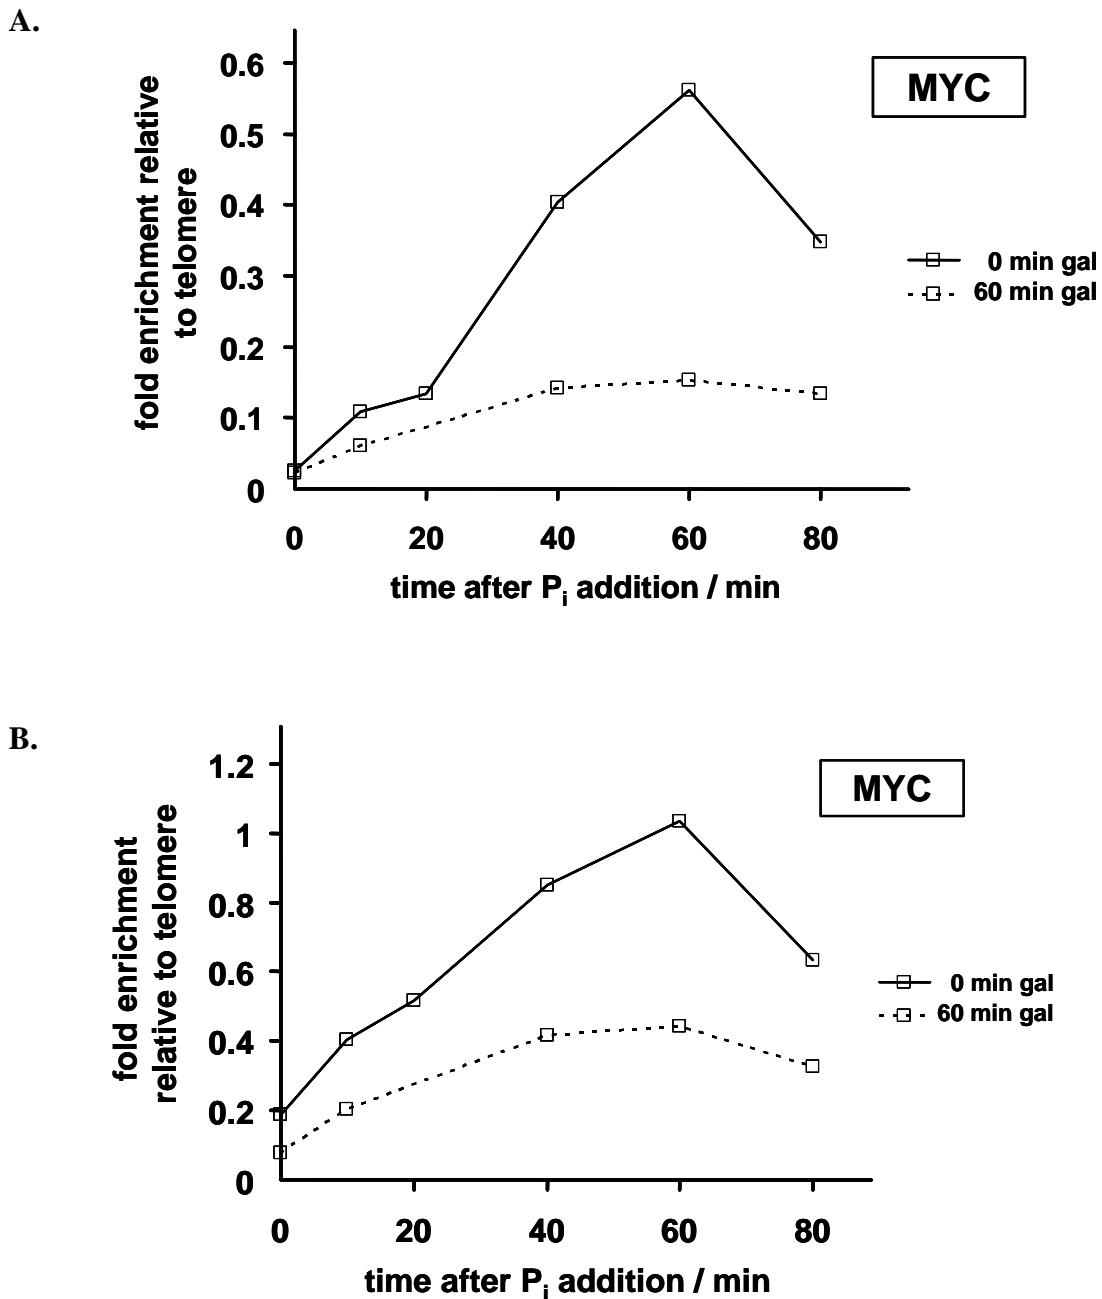 A.
MYC
fold enrichment relative
to telomere
0.6
0.5
0.4
0.3
0.2
0.1
0
0 min gal
60 min gal
0 20 40 60 80
time after Pi addition / min
B.
MYC
fold enrichment
relative to telomere
1.2
1
0.8
0.6
0.4
0.2
0
0 min gal
60 min gal
0 20 40 60 80
time after Pi addition / min